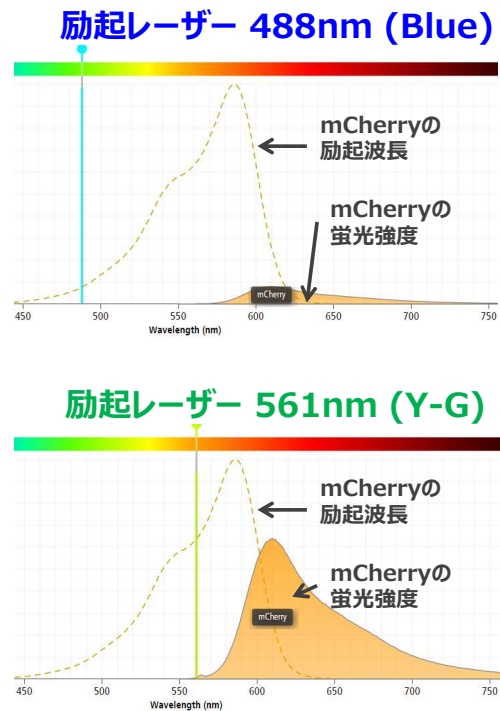 励起レーザー 488nm (Blue)
mCherryの
励起波長
mCherryの
蛍光強度
mCherry
450 500 550 600 650 700 750
Wavelength (nm)
励起レーザー 561nm (Y-G)
mCherryの
励起波長
mCherryの
蛍光強度
mCherry
450 500 550 600 650 700 750
Wavelength (nm)